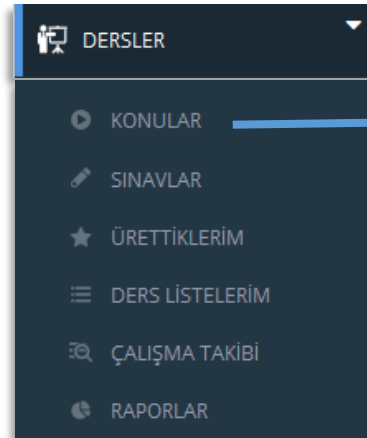 DERSLER
KONULAR
SINAVLAR
ÜRETTİKLERİM
DERS LİSTELERİM
ÇALIŞMA TAKİBİ
RAPORLAR